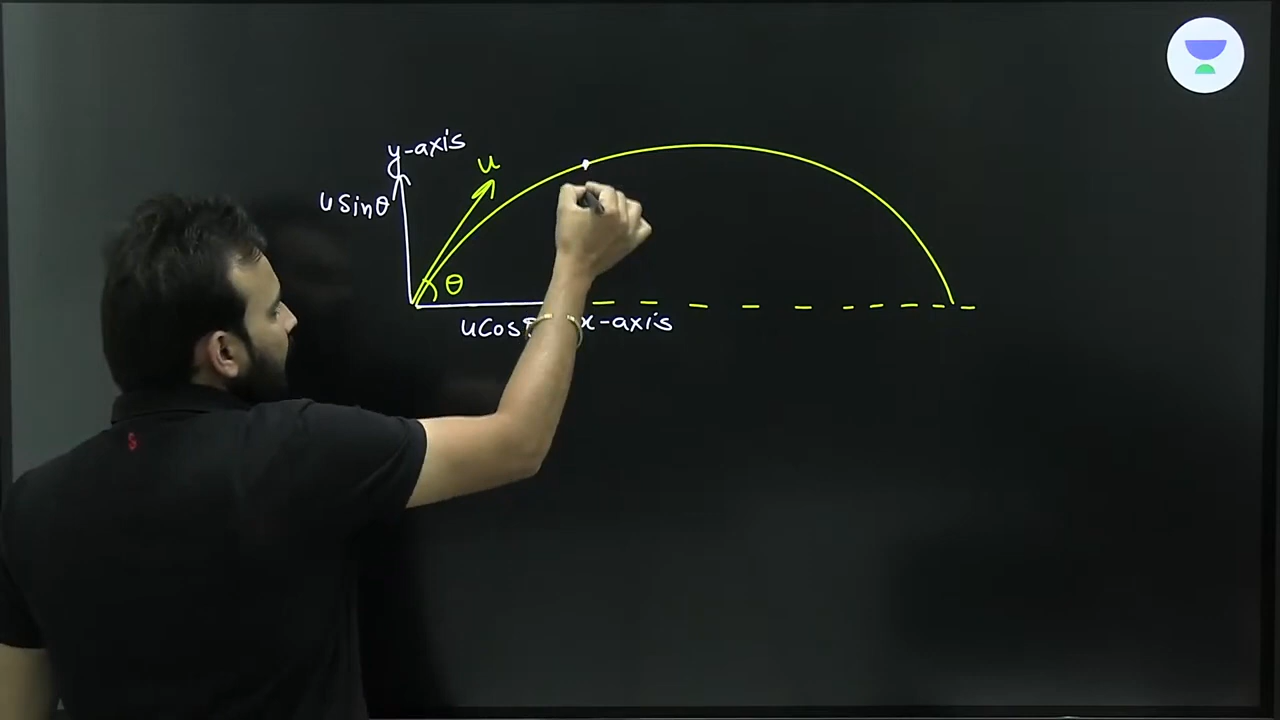 y-axis
u
u sinθ
θ
x-axis
S